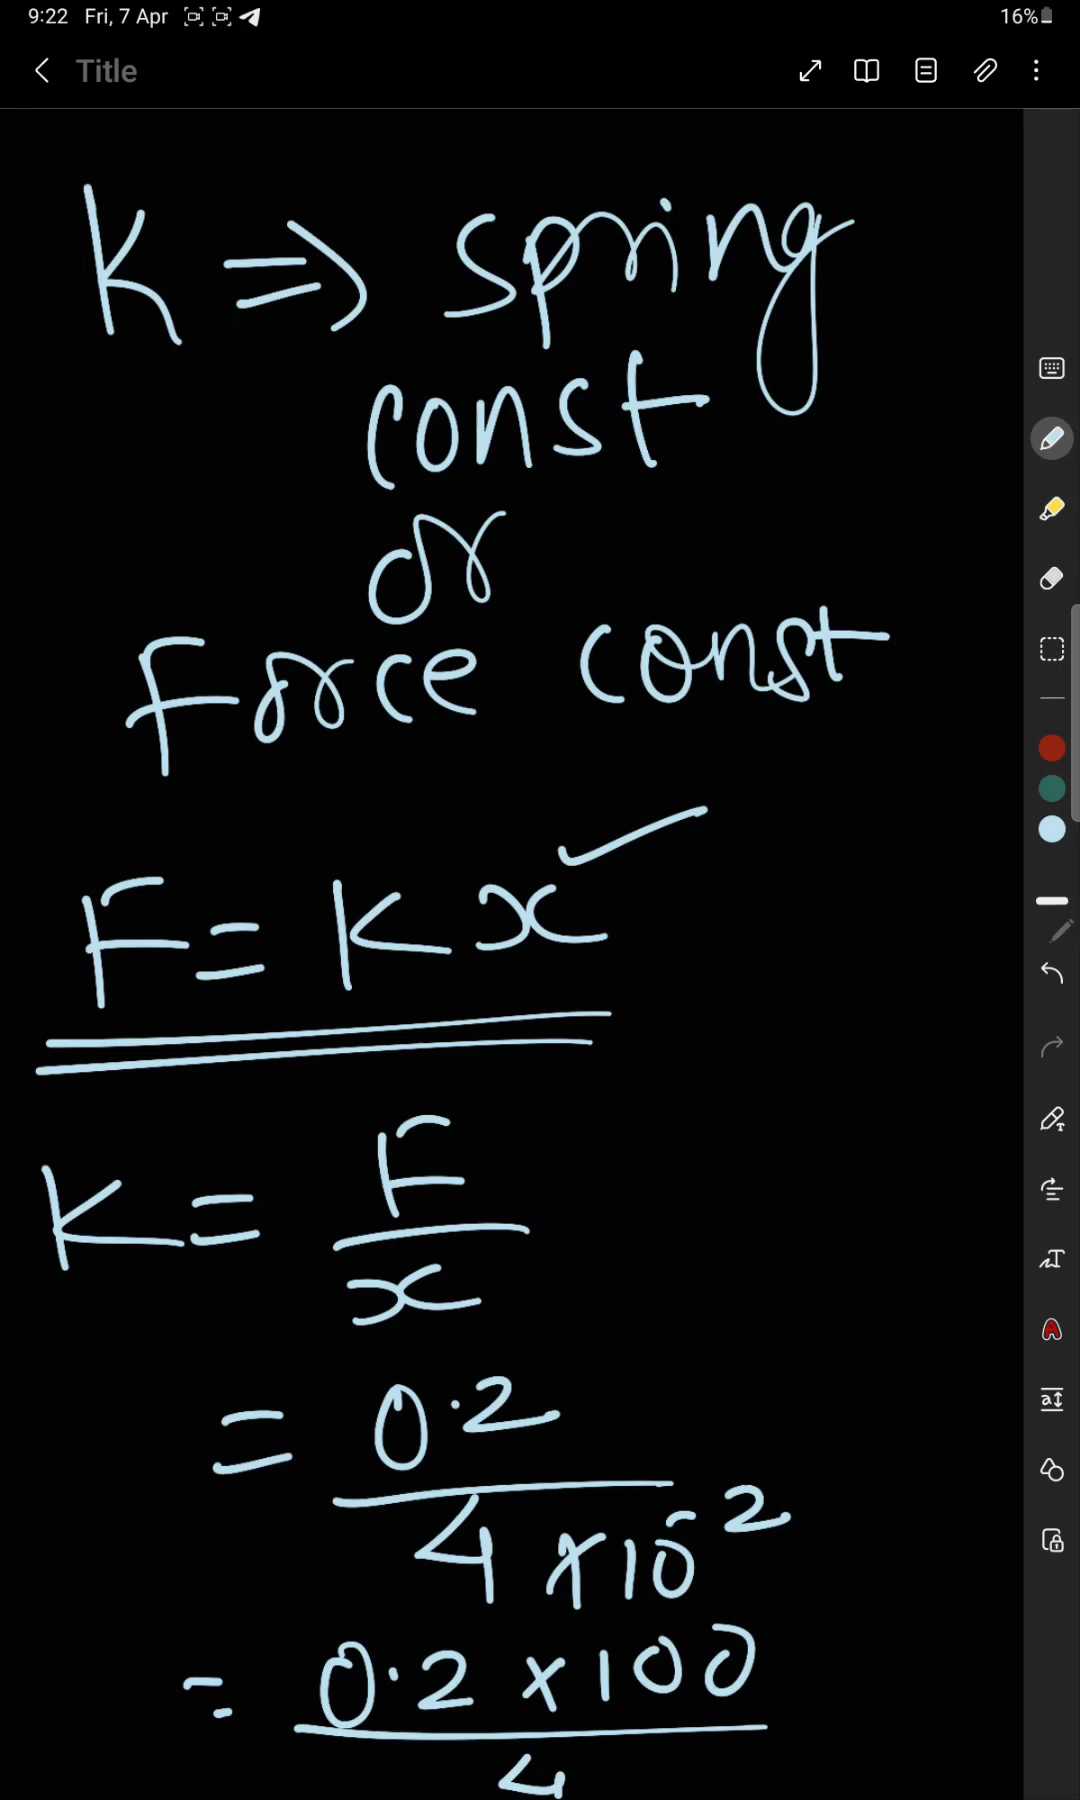 9:22 Fri, 7 Apr 16%
Title
K ⇒ spring
const
or
Force const
F = K x
K = F
x
= 0.2
4 × 10⁻²
= 0.2 × 100
4